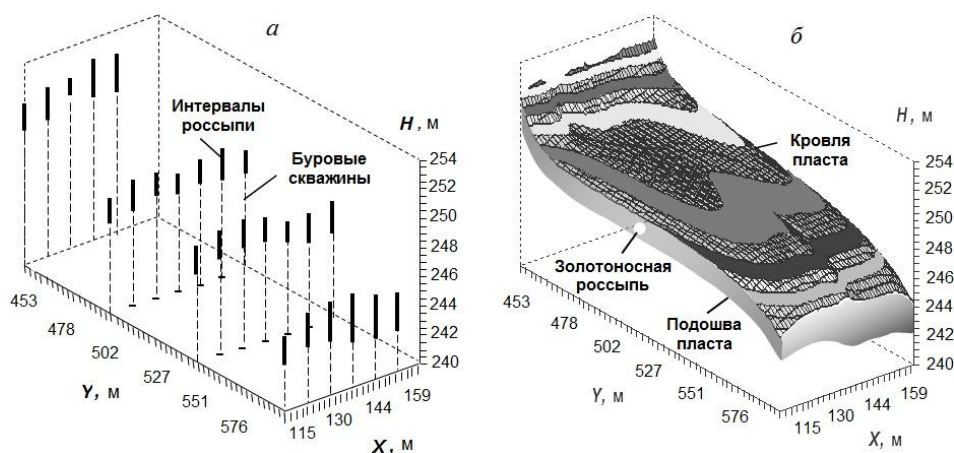 а
Интервалы
россыпи
Буровые
скважины
H, м
254
252
250
248
246
244
242
240
453
478
502
527
551
576
Y, м
115
130
144
159
X, м
б
Кровля
пласта
H, м
254
252
250
248
246
244
242
240
Золотоносная
россыпь
Подошва
пласта
453
478
502
527
551
576
Y, м
115
130
144
159
X, м